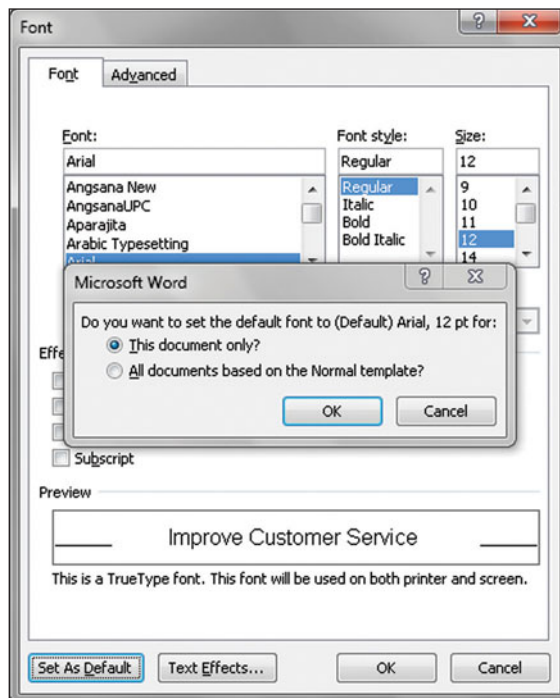 Font
Font Advanced
Font: Font style: Size:
Arial Regular 12
Angsana New Regular 9
AngsanaUPC Italic 10
Aparajita Bold 11
Arabic Typesetting Bold Italic 12
Arial 14
Microsoft Word
Do you want to set the default font to (Default) Arial, 12 pt for:
This document only?
All documents based on the Normal template?
OK Cancel
Subscript
Preview
Improve Customer Service
This is a TrueType font. This font will be used on both printer and screen.
Set As Default Text Effects... OK Cancel